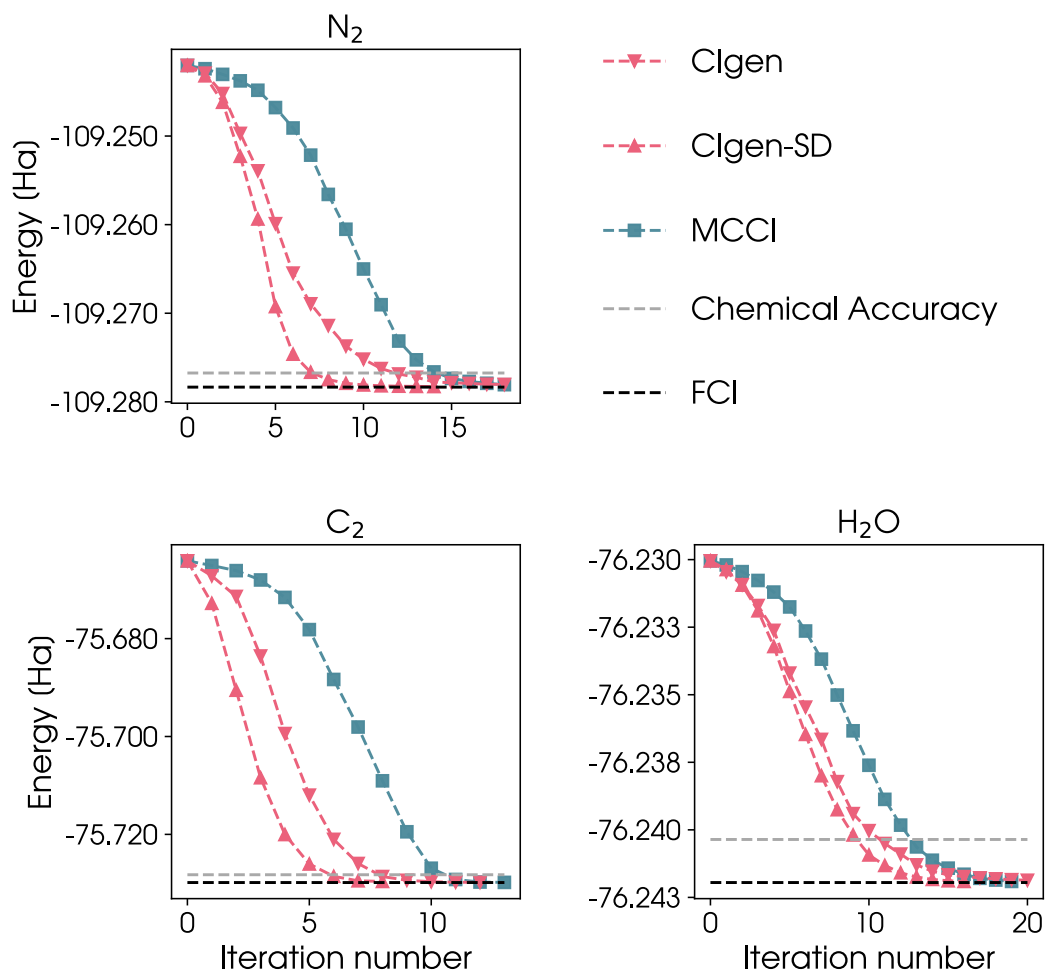 N₂
Energy (Ha)
-109.250
-109.260
-109.270
-109.280
0 5 10 15
CIgen
CIgen-SD
MCCI
Chemical Accuracy
FCI
C₂
Energy (Ha)
-75.680
-75.700
-75.720
0 5 10
Iteration number
H₂O
-76.230
-76.233
-76.235
-76.238
-76.240
-76.243
0 10 20
Iteration number